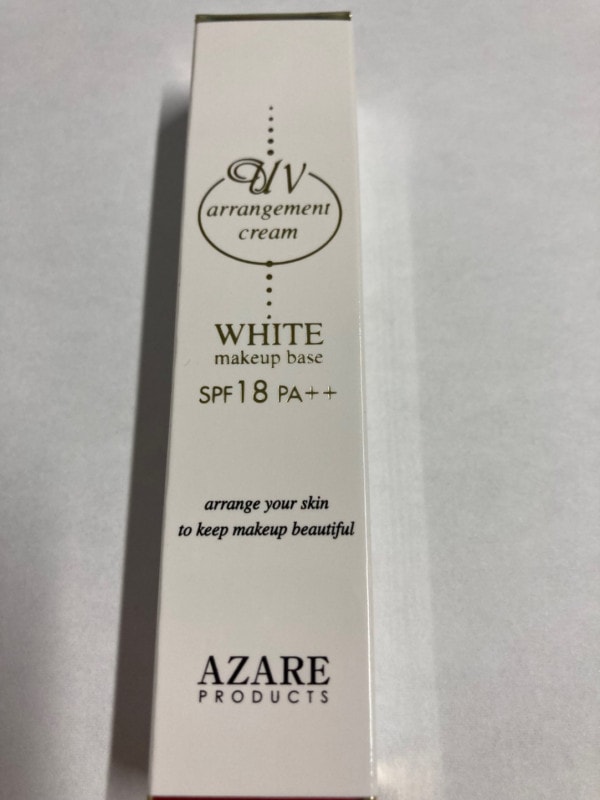 UV
arrangement
cream
WHITE
makeup base
SPF18 PA++
arrange your skin
to keep makeup beautiful
AZARE
PRODUCTS